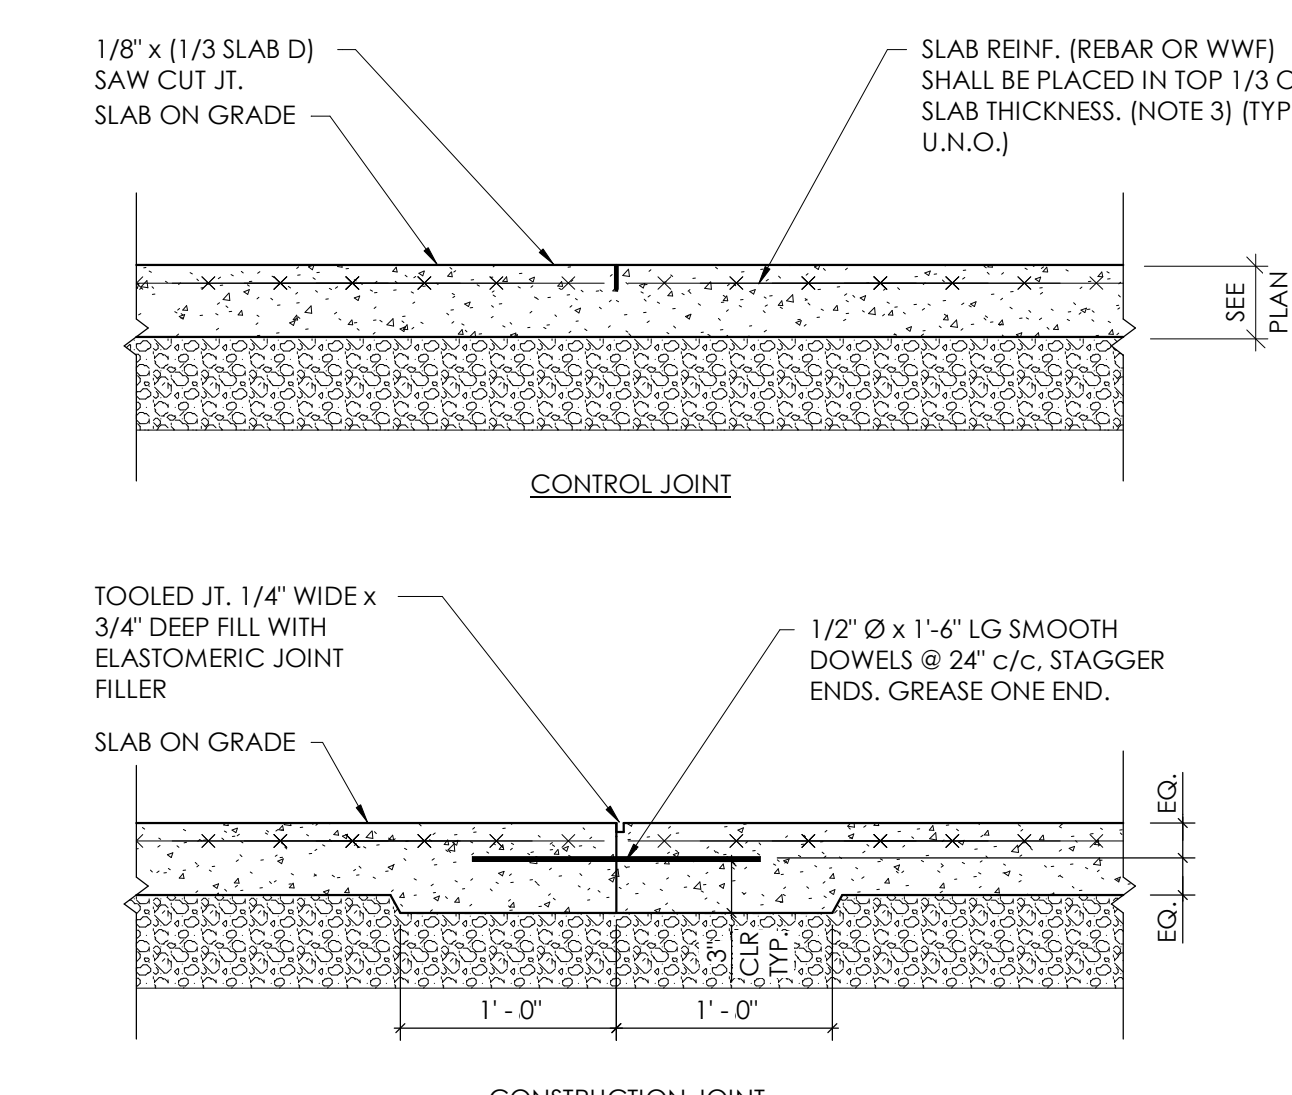 1/8" x (1/3 SLAB D)
SAW CUT JT.
SLAB ON GRADE
SLAB REINF. (REBAR OR WWF)
SHALL BE PLACED IN TOP 1/3
SLAB THICKNESS. (NOTE 3) (TYP
U.N.O.)
SEE
PLAN
CONTROL JOINT
TOOLED JT. 1/4" WIDE x
3/4" DEEP FILL WITH
ELASTOMERIC JOINT
FILLER
SLAB ON GRADE
1/2" Ø x 1'-6" LG SMOOTH
DOWELS @ 24" c/c, STAGGER
ENDS. GREASE ONE END.
EQ.
EQ.
3"
CLR
TYP.
1' - 0"
1' - 0"
CONSTRUCTION JOINT